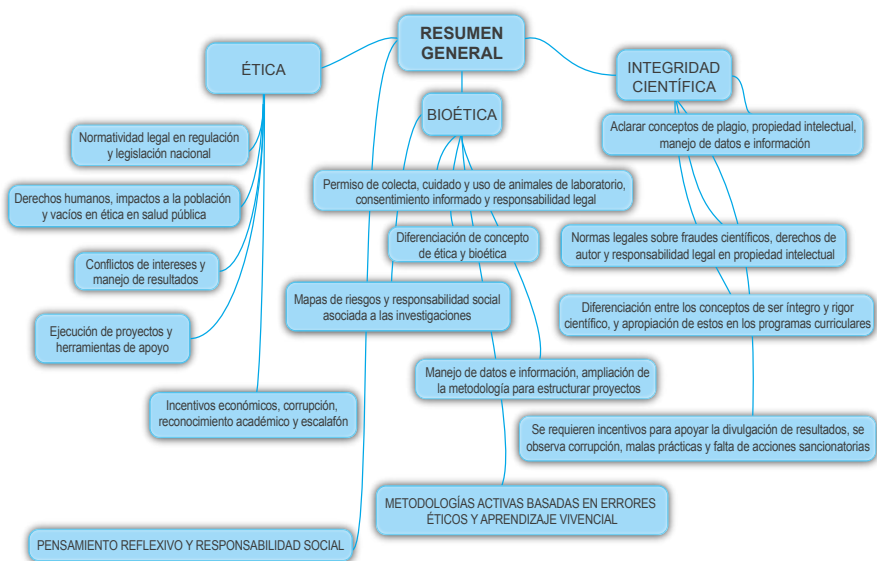 RESUMEN
GENERAL
ÉTICA
Normatividad legal en regulación
y legislación nacional
Derechos humanos, impactos a la población
y vacíos en ética en salud pública
Conflictos de intereses y
manejo de resultados
Ejecución de proyectos y
herramientas de apoyo
Incentivos económicos, corrupción,
reconocimiento académico y escalafón
BIOÉTICA
Permiso de colecta, cuidado y uso de animales de laboratorio,
consentimiento informado y responsabilidad legal
Diferenciación de concepto
de ética y bioética
Mapas de riesgos y responsabilidad social
asociada a las investigaciones
Manejo de datos e información, ampliación de
la metodología para estructurar proyectos
METODOLOGÍAS ACTIVAS BASADAS EN ERRORES
ÉTICOS Y APRENDIZAJE VIVENCIAL
INTEGRIDAD
CIENTÍFICA
Aclarar conceptos de plagio, propiedad intelectual,
manejo de datos e información
Normas legales sobre fraudes científicos, derechos de
autor y responsabilidad legal en propiedad intelectual
Diferenciación entre los conceptos de ser íntegro y rigor
científico, y apropiación de estos en los programas curriculares
Se requieren incentivos para apoyar la divulgación de resultados, se
observa corrupción, malas prácticas y falta de acciones sancionatorias
PENSAMIENTO REFLEXIVO Y RESPONSABILIDAD SOCIAL